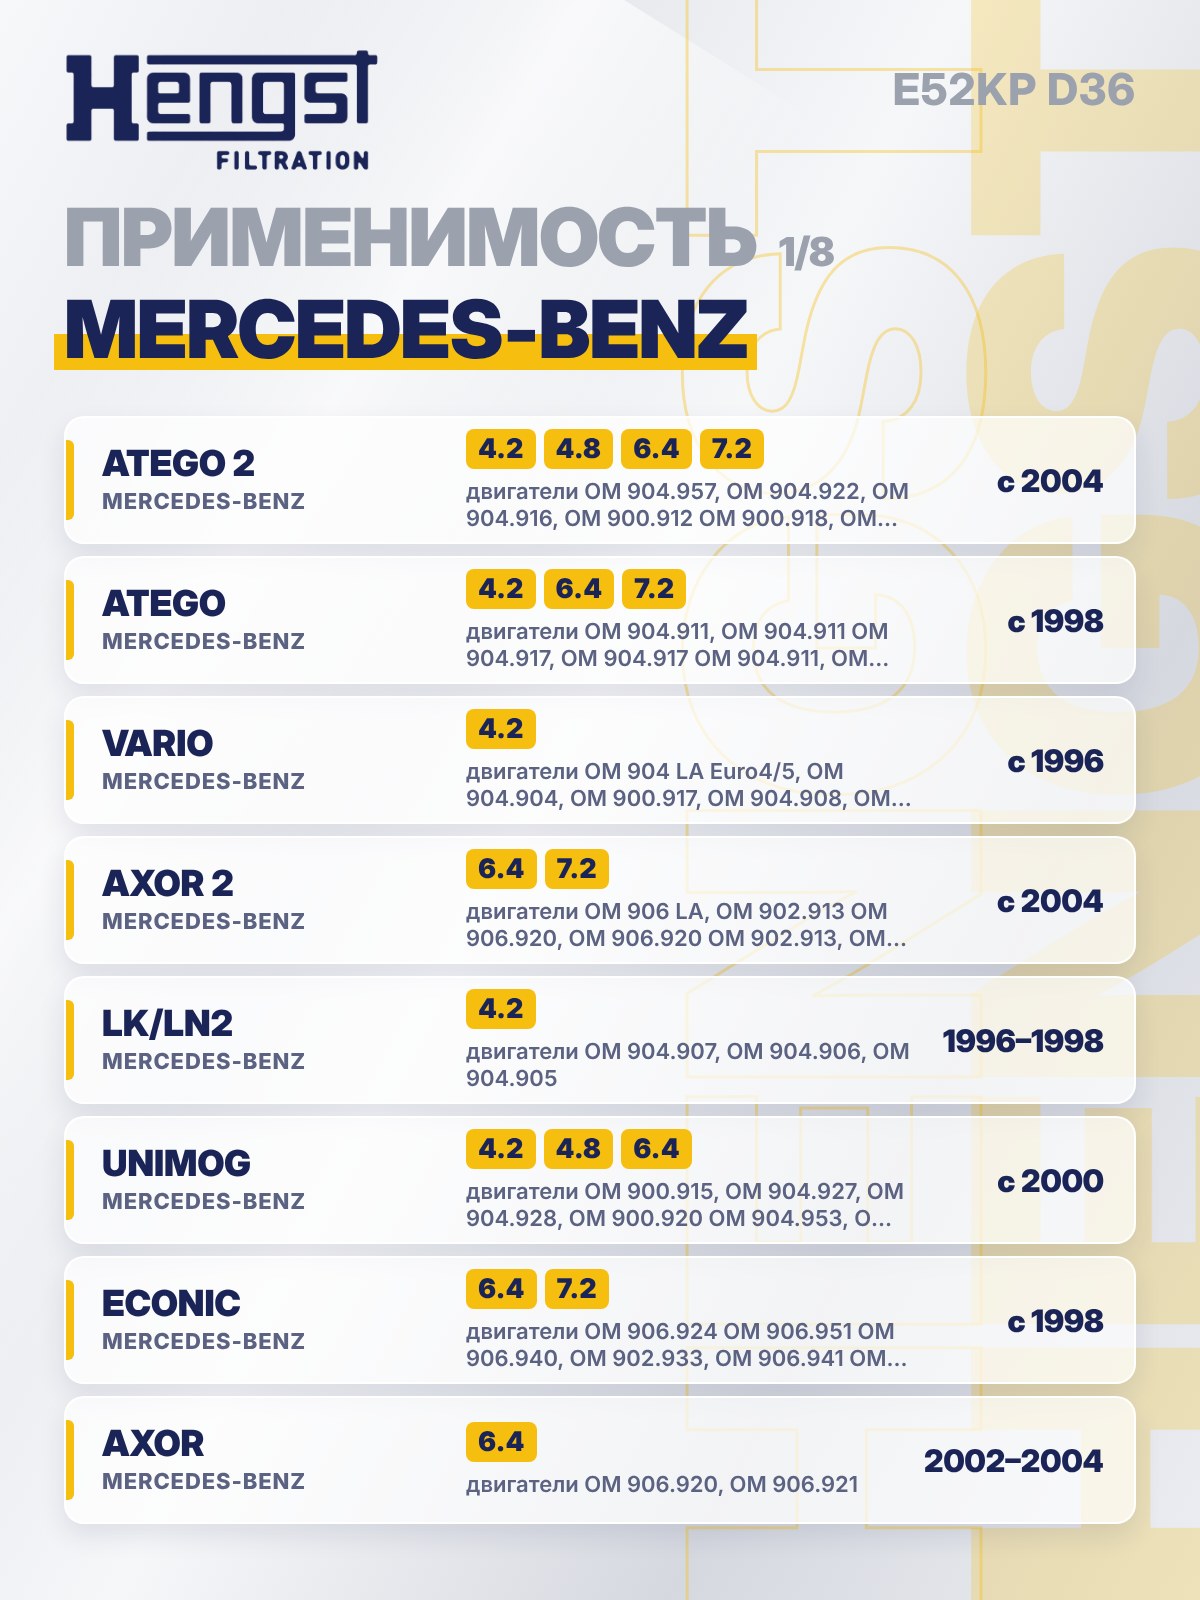 Hengst
FILTRATION
E52KP D36
ПРИМЕНИМОСТЬ 1/8
MERCEDES-BENZ
ATEGO 2
MERCEDES-BENZ
4.2 4.8 6.4 7.2
двигатели OM 904.957, OM 904.922, OM
904.916, OM 900.912 OM 900.918, OM...
с 2004
ATEGO
MERCEDES-BENZ
4.2 6.4 7.2
двигатели OM 904.911, OM 904.911 OM
904.917, OM 904.917 OM 904.911, OM...
с 1998
VARIO
MERCEDES-BENZ
4.2
двигатели OM 904 LA Euro4/5, OM
904.904, OM 900.917, OM 904.908, OM...
с 1996
AXOR 2
MERCEDES-BENZ
6.4 7.2
двигатели OM 906 LA, OM 902.913 OM
906.920, OM 906.920 OM 902.913, OM...
с 2004
LK/LN2
MERCEDES-BENZ
4.2
двигатели OM 904.907, OM 904.906, OM
904.905
1996–1998
UNIMOG
MERCEDES-BENZ
4.2 4.8 6.4
двигатели OM 900.915, OM 904.927, OM
904.928, OM 900.920 OM 904.953, O...
с 2000
ECONIC
MERCEDES-BENZ
6.4 7.2
двигатели OM 906.924 OM 906.951 OM
906.940, OM 902.933, OM 906.941 OM...
с 1998
AXOR
MERCEDES-BENZ
6.4
двигатели OM 906.920, OM 906.921
2002–2004
HENGST
HENGST